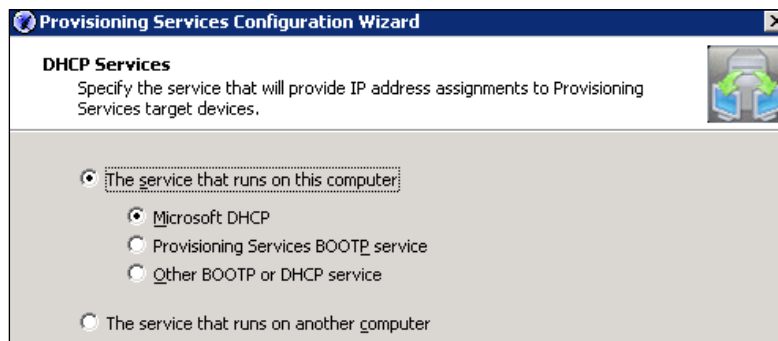 Provisioning Services Configuration Wizard
DHCP Services
Specify the service that will provide IP address assignments to Provisioning
Services target devices.
The service that runs on this computer
Microsoft DHCP
Provisioning Services BOOTP service
Other BOOTP or DHCP service
The service that runs on another computer